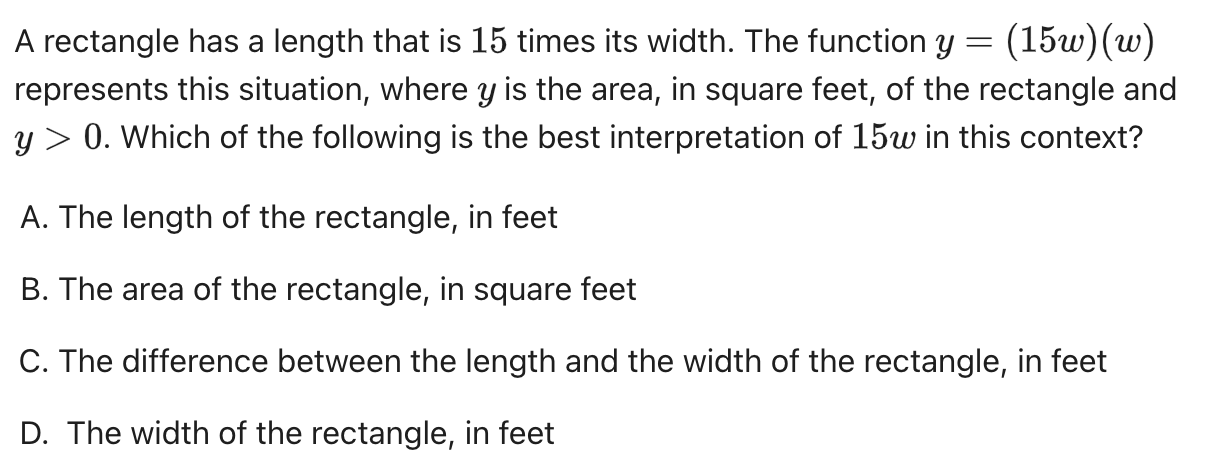 A rectangle has a length that is 15 times its width. The function y = (15w)(w)
represents this situation, where y is the area, in square feet, of the rectangle and
y > 0. Which of the following is the best interpretation of 15w in this context?
A. The length of the rectangle, in feet
B. The area of the rectangle, in square feet
C. The difference between the length and the width of the rectangle, in feet
D. The width of the rectangle, in feet